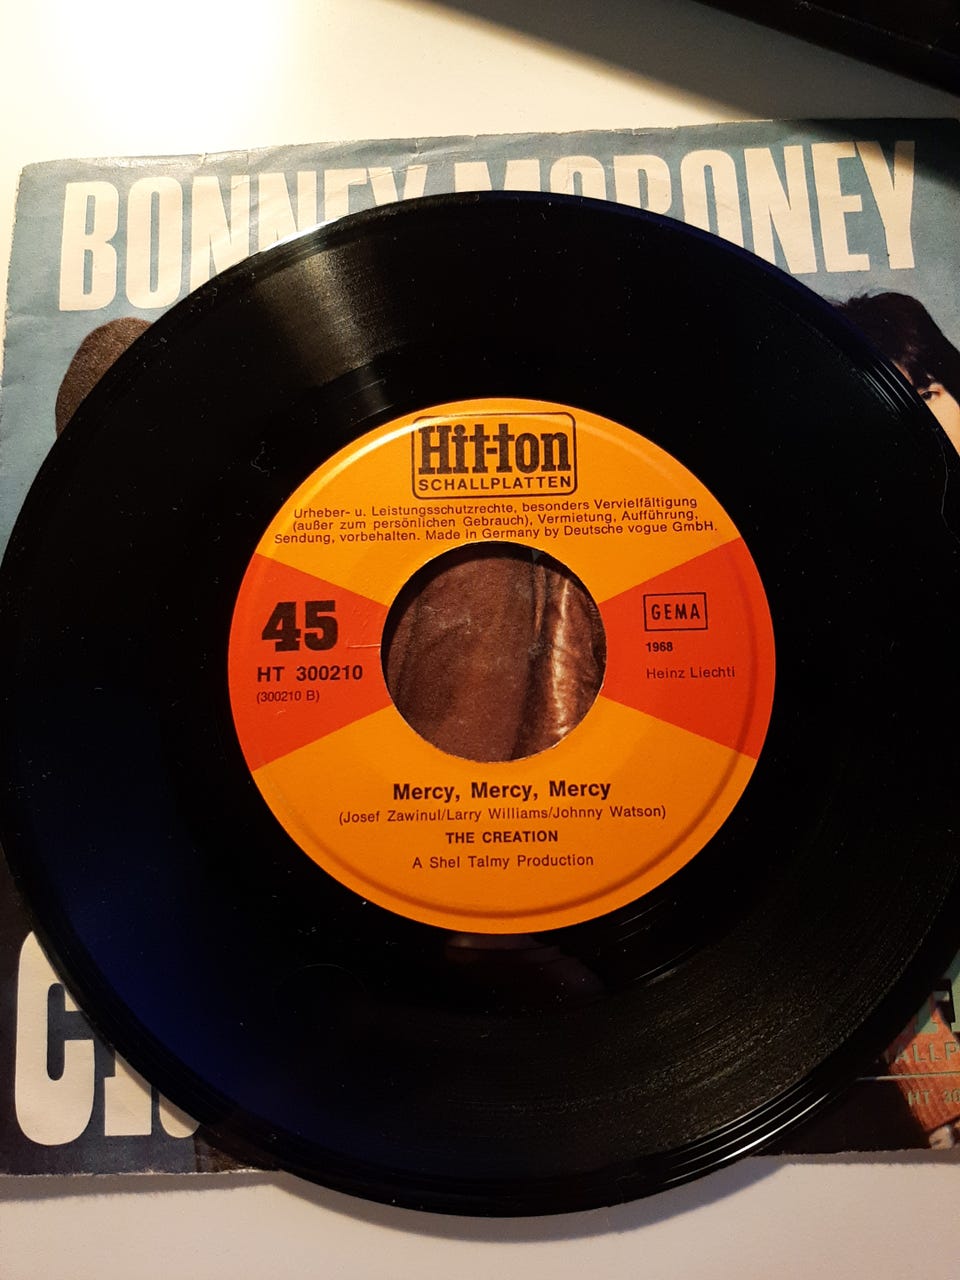 BONNEY MORONEY
Hit-ton
SCHALLPLATTEN
Urheber- u. Leistungsschutzrechte, besonders Vervielfältigung
(außer zum persönlichen Gebrauch), Vermietung, Aufführung,
Sendung, vorbehalten. Made in Germany by Deutsche vogue GmbH.
45
HT 300210
(300210 B)
GEMA
1968
Heinz Liechti
Mercy, Mercy, Mercy
(Josef Zawinul/Larry Williams/Johnny Watson)
THE CREATION
A Shel Talmy Production